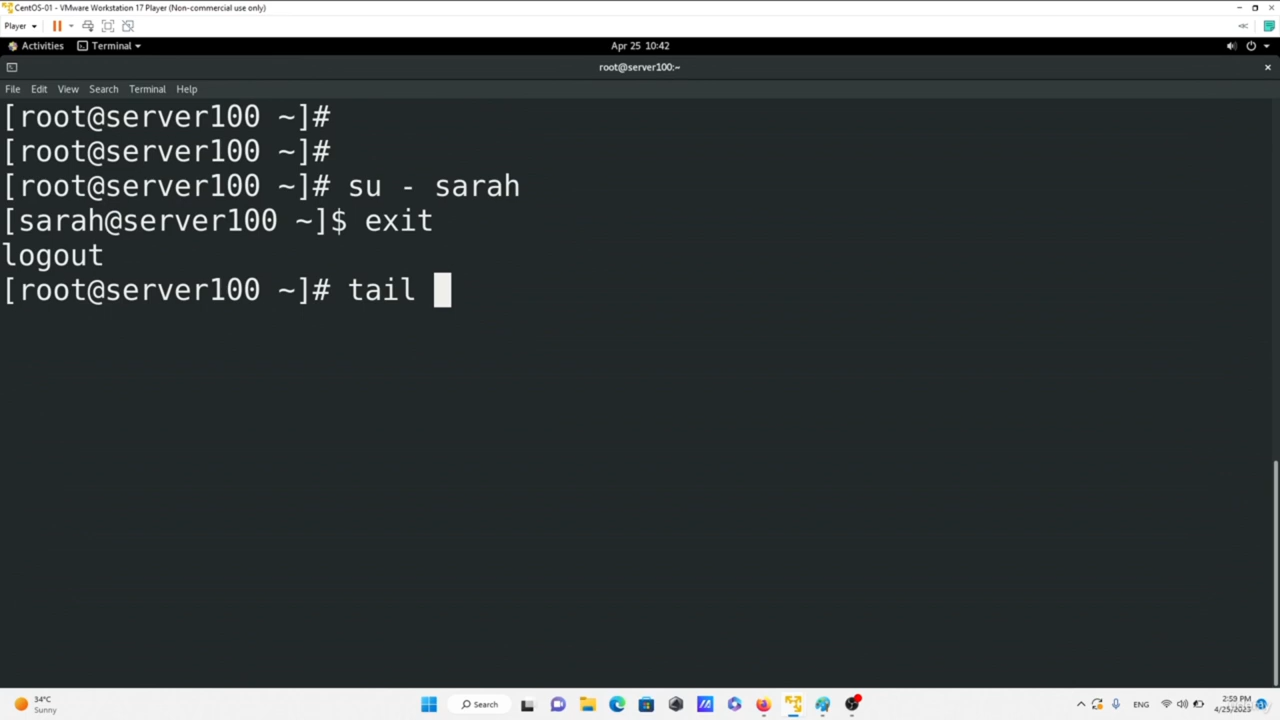 CentOS-01 - VMware Workstation 17 Player (Non-commercial use only)
Player
Activities Terminal Apr 25 10:42
root@server100:~
File Edit View Search Terminal Help
[root@server100 ~]#
[root@server100 ~]#
[root@server100 ~]# su - sarah
[sarah@server100 ~]$ exit
logout
[root@server100 ~]# tail
34°C
Sunny
Search
ENG
2:59 PM
4/25/2023